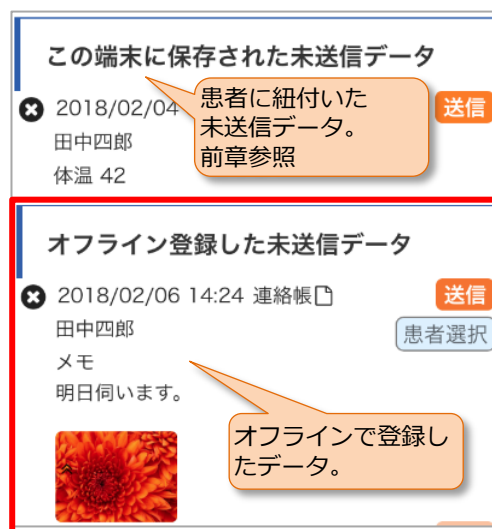 この端末に保存された未送信データ
2018/02/04
送信
田中四郎
体温 42
患者に紐付いた
未送信データ。
前章参照
オフライン登録した未送信データ
2018/02/06 14:24 連絡帳
送信
田中四郎
患者選択
メモ
明日伺います。
オフラインで登録し
たデータ。